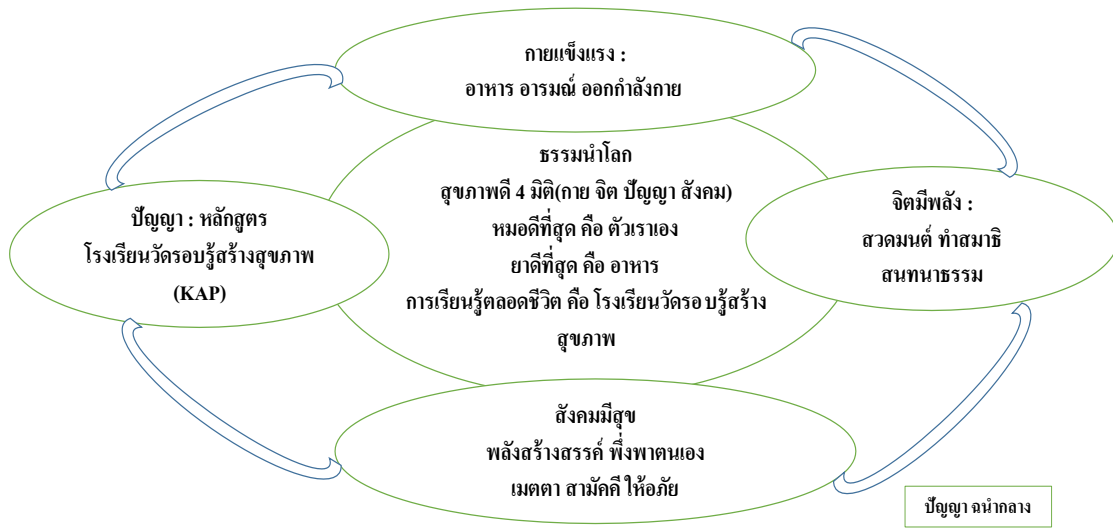 กายแข็งแรง :
อาหาร อารมณ์ ออกกำลังกาย
ธรรมนำโลก
สุขภาพดี 4 มิติ(กาย จิต ปัญญา สังคม)
หมอดีที่สุด คือ ตัวเราเอง
ยาดีที่สุด คือ อาหาร
การเรียนรู้ตลอดชีวิต คือ โรงเรียนวัดรอบรู้สร้าง
สุขภาพ
ปัญญา : หลักสูตร
โรงเรียนวัดรอบรู้สร้างสุขภาพ
(KAP)
จิตมีพลัง :
สวดมนต์ ทำสมาธิ
สนทนาธรรม
สังคมมีสุข
พลังสร้างสรรค์ พึ่งพาตนเอง
เมตตา สามัคคี ให้อภัย
ปัญญา ฉนำกลาง